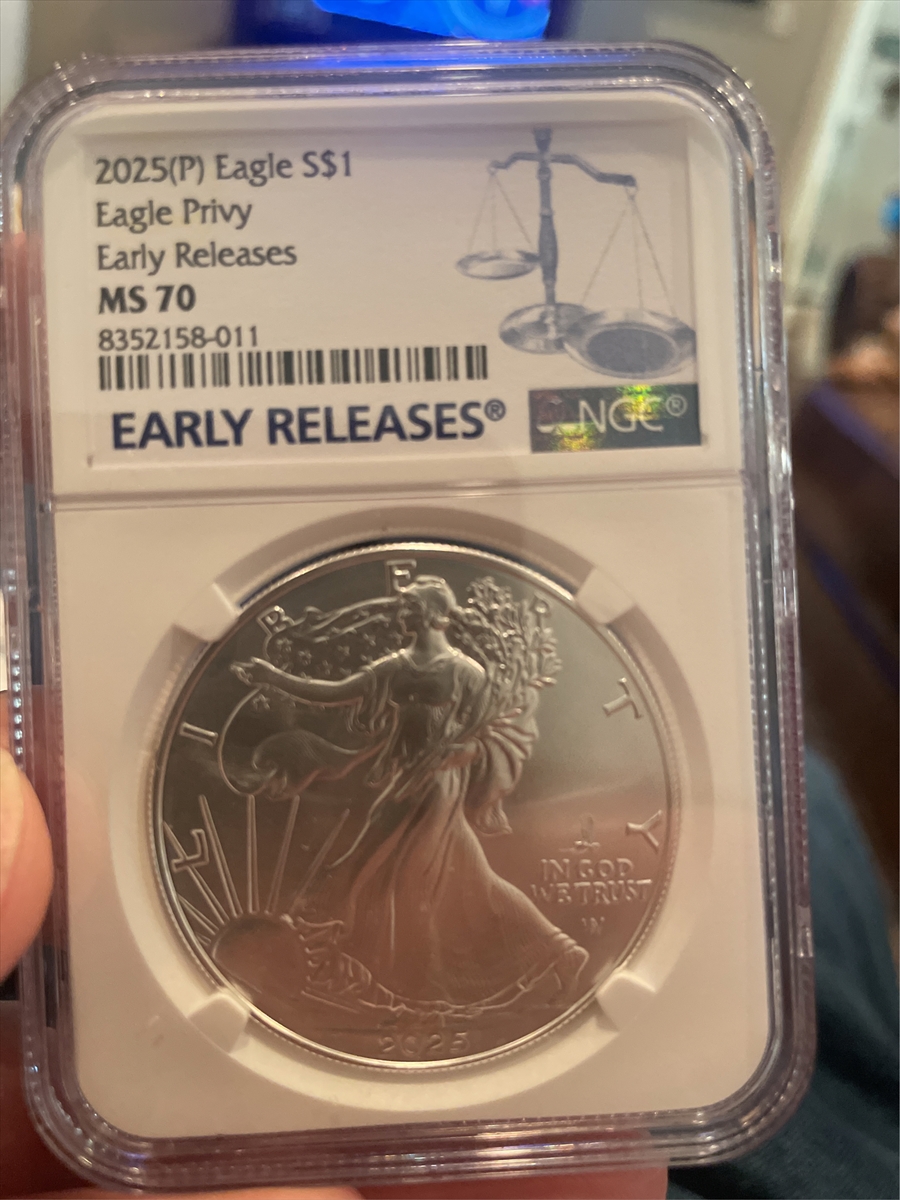 2025(P) Eagle S$1
Eagle Privy
Early Releases
MS 70
8352158-011
EARLY RELEASES®
NGC®
LIBERTY
IN GOD
WE TRUST
2025